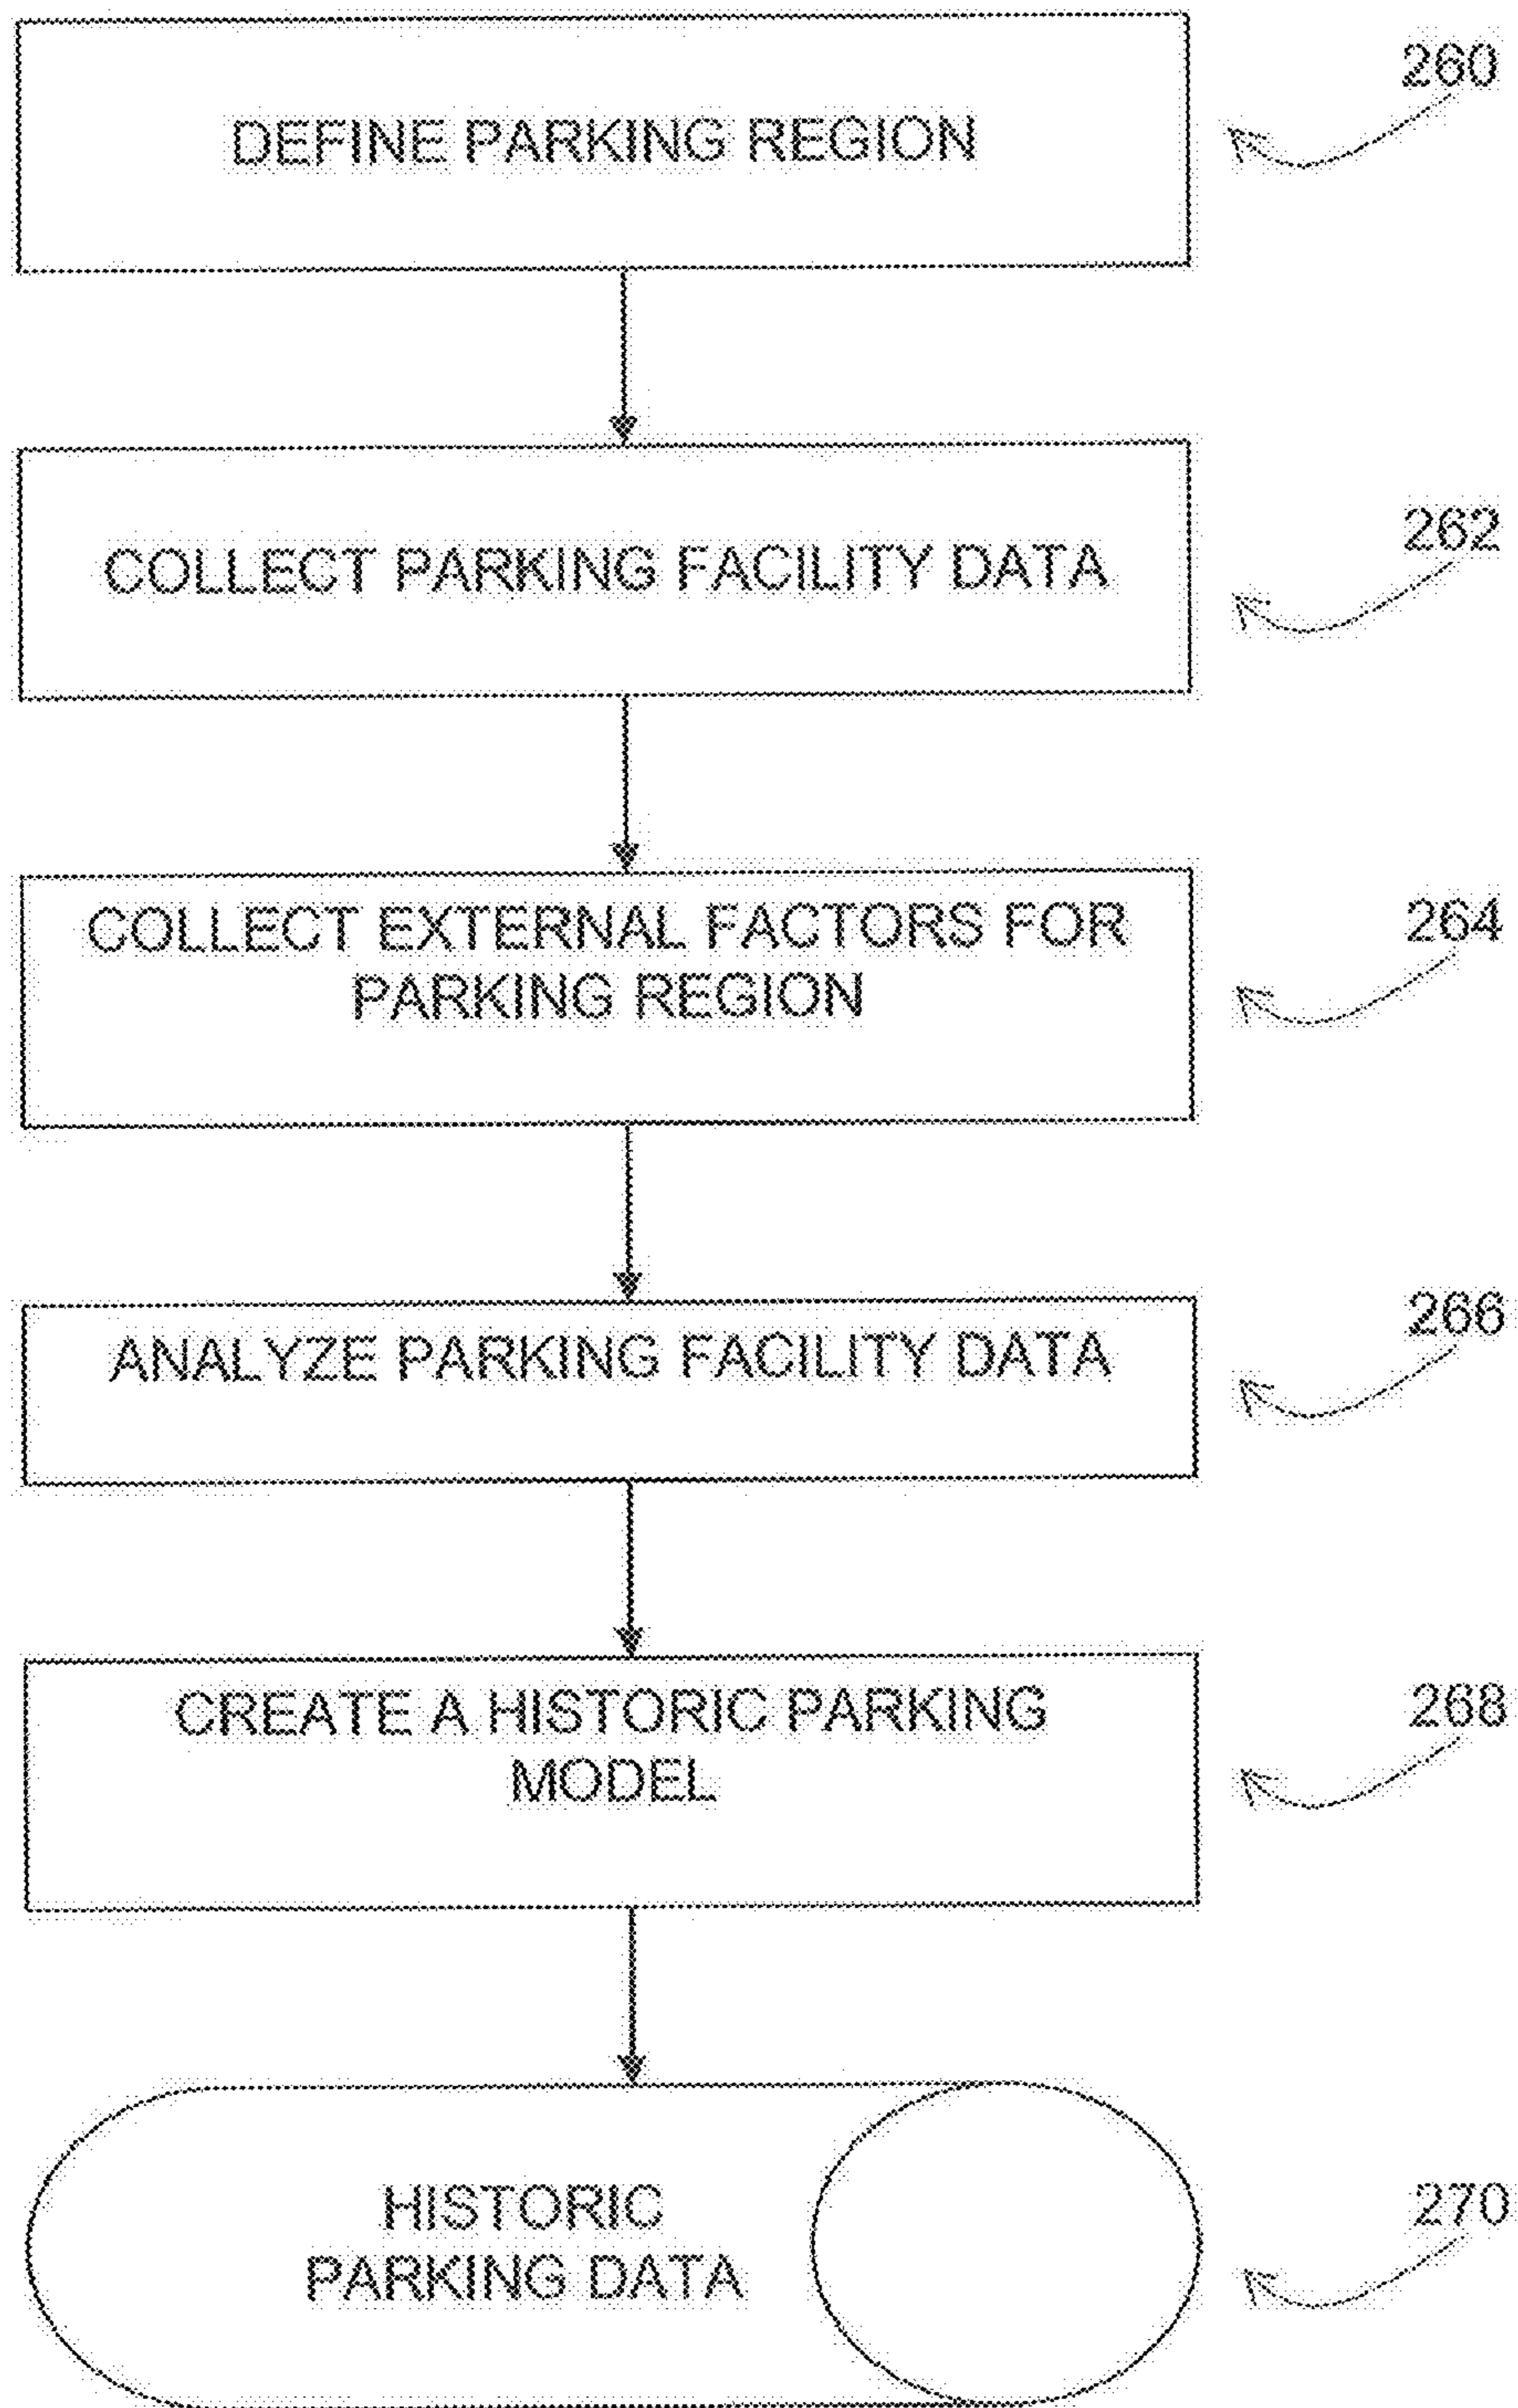 260
DEFINE PARKING REGION
262
COLLECT PARKING FACILITY DATA
264
COLLECT EXTERNAL FACTORS FOR
PARKING REGION
266
ANALYZE PARKING FACILITY DATA
268
CREATE A HISTORIC PARKING
MODEL
270
HISTORIC
PARKING DATA